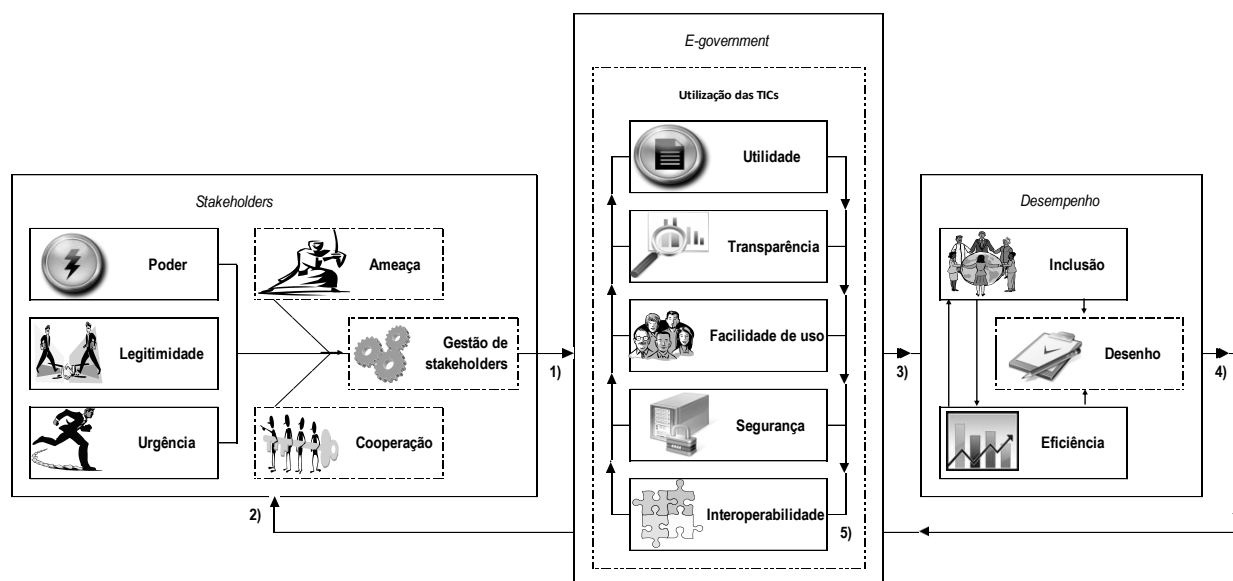 E-government
Utilização das TICs
Utilidade
Transparência
Facilidade de uso
Segurança
Interoperabilidade
5)
Stakeholders
Poder
Legitimidade
Urgência
Ameaça
Gestão de
stakeholders
Cooperação
1)
2)
3)
Desempenho
Inclusão
Desenho
Eficiência
4)